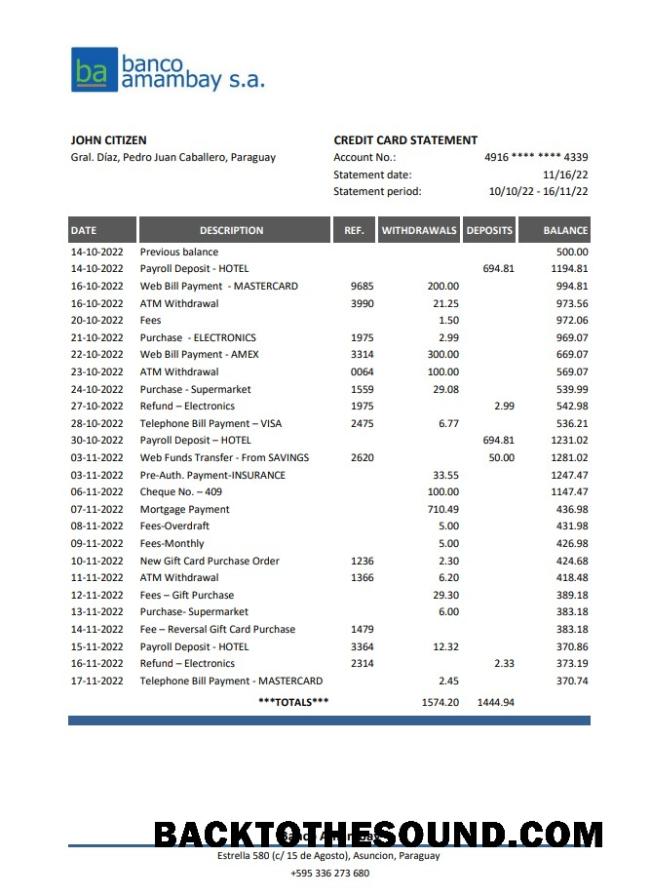 ba banco
amambay s.a.
JOHN CITIZEN CREDIT CARD STATEMENT
Gral. Díaz, Pedro Juan Caballero, Paraguay Account No.: 4916 **** **** 4339
Statement date: 11/16/22
Statement period: 10/10/22 - 16/11/22
DATE DESCRIPTION REF. WITHDRAWALS DEPOSITS BALANCE
14-10-2022 Previous balance 500.00
14-10-2022 Payroll Deposit - HOTEL 694.81 1194.81
16-10-2022 Web Bill Payment - MASTERCARD 9685 200.00 994.81
16-10-2022 ATM Withdrawal 3990 21.25 973.56
20-10-2022 Fees 1.50 972.06
21-10-2022 Purchase - ELECTRONICS 1975 2.99 969.07
22-10-2022 Web Bill Payment - AMEX 3314 300.00 669.07
23-10-2022 ATM Withdrawal 0064 100.00 569.07
24-10-2022 Purchase - Supermarket 1559 29.08 539.99
27-10-2022 Refund – Electronics 1975 2.99 542.98
28-10-2022 Telephone Bill Payment – VISA 2475 6.77 536.21
30-10-2022 Payroll Deposit – HOTEL 694.81 1231.02
03-11-2022 Web Funds Transfer - From SAVINGS 2620 50.00 1281.02
03-11-2022 Pre-Auth. Payment-INSURANCE 33.55 1247.47
06-11-2022 Cheque No. – 409 100.00 1147.47
07-11-2022 Mortgage Payment 710.49 436.98
08-11-2022 Fees-Overdraft 5.00 431.98
09-11-2022 Fees-Monthly 5.00 426.98
10-11-2022 New Gift Card Purchase Order 1236 2.30 424.68
11-11-2022 ATM Withdrawal 1366 6.20 418.48
12-11-2022 Fees – Gift Purchase 29.30 389.18
13-11-2022 Purchase- Supermarket 6.00 383.18
14-11-2022 Fee – Reversal Gift Card Purchase 1479 383.18
15-11-2022 Payroll Deposit - HOTEL 3364 12.32 370.86
16-11-2022 Refund – Electronics 2314 2.33 373.19
17-11-2022 Telephone Bill Payment - MASTERCARD 2.45 370.74
***TOTALS*** 1574.20 1444.94
BACKTOTHESOUND.COM
Estrella 580 (c/ 15 de Agosto), Asuncion, Paraguay
+595 336 273 680